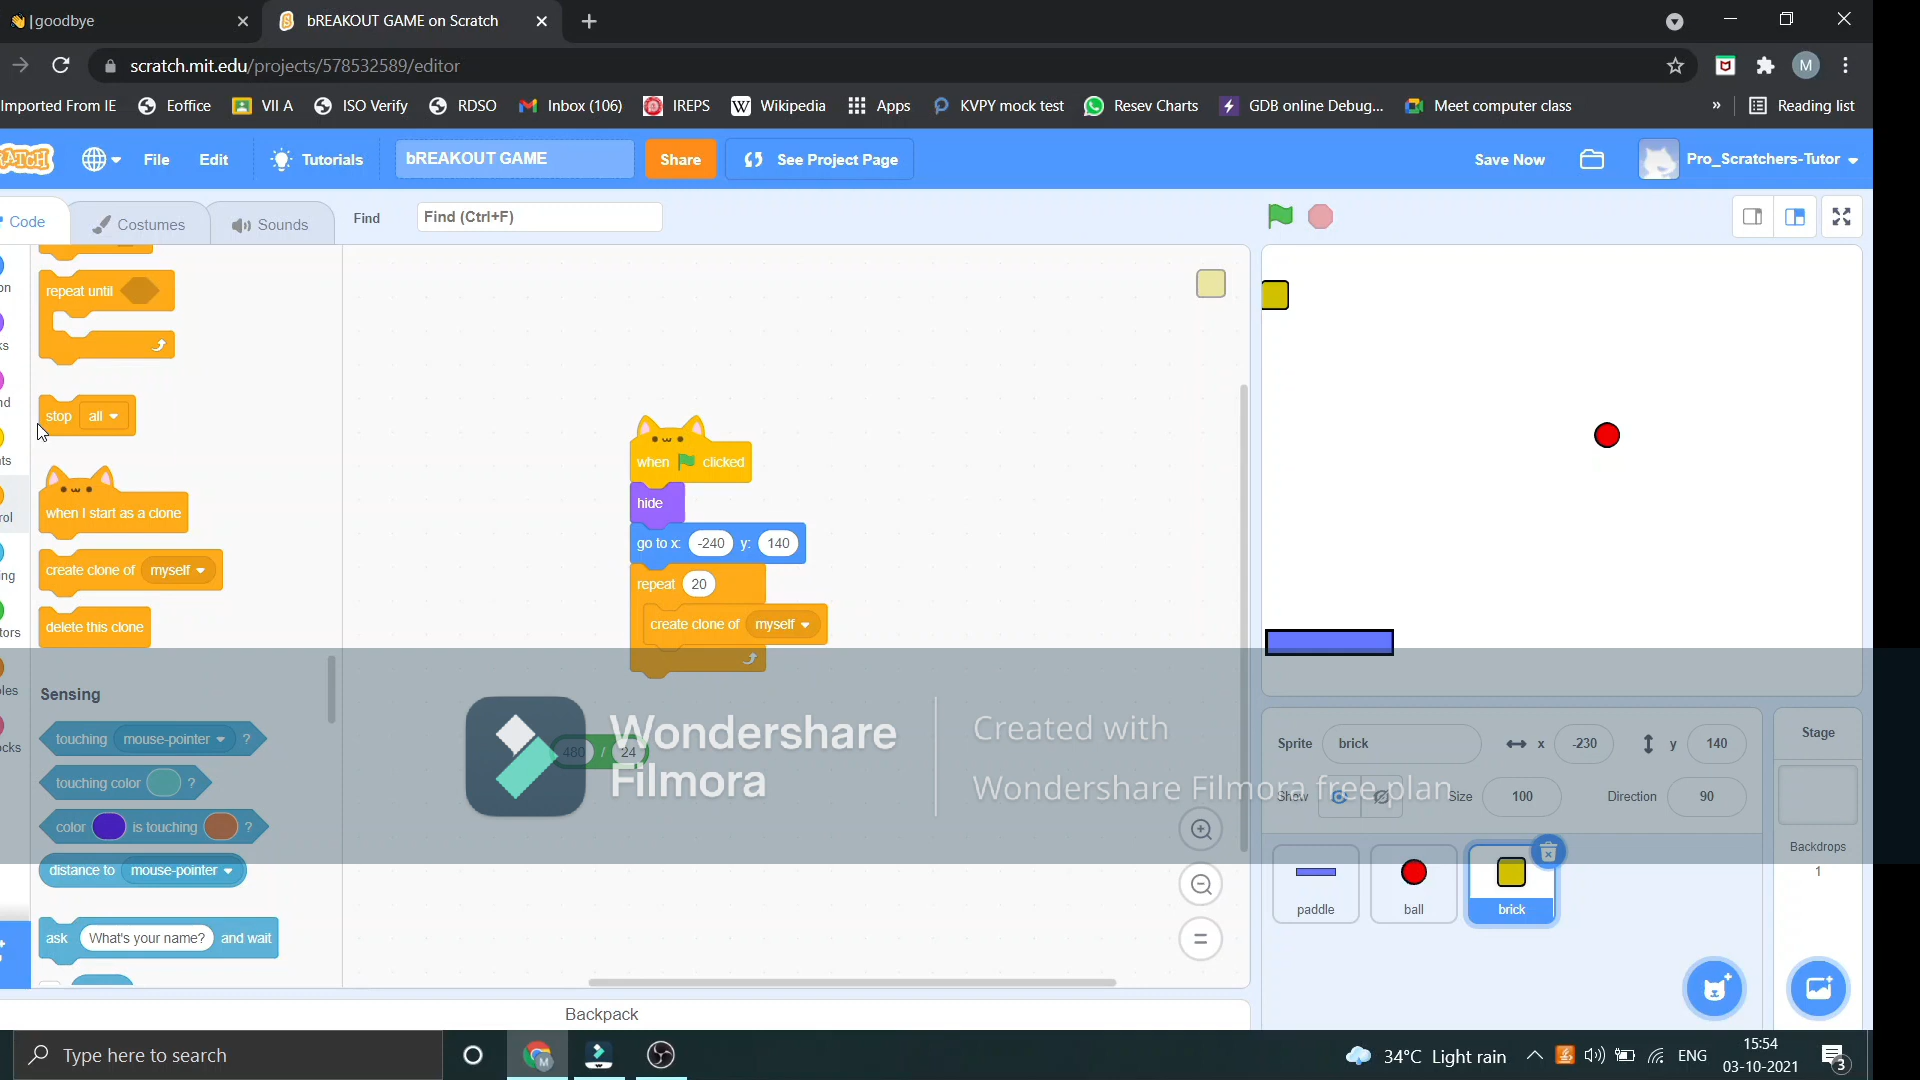 goodbye
bREAKOUT GAME on Scratch
scratch.mit.edu/projects/578532589/editor
M
Imported From IE
Eoffice
VII A
ISO Verify
RDSO
Inbox (106)
IREPS
Wikipedia
Apps
KVPY mock test
Resev Charts
GDB online Debug...
Meet computer class
»
Reading list
File
Edit
Tutorials
bREAKOUT GAME
Share
See Project Page
Save Now
Pro_Scratchers-Tutor
Code
Costumes
Sounds
Find
Find (Ctrl+F)
repeat until
stop all
when I start as a clone
create clone of myself
delete this clone
Sensing
touching mouse-pointer ?
touching color ?
color is touching ?
distance to mouse-pointer
ask What's your name? and wait
when clicked
hide
go to x: -240 y: 140
repeat 20
create clone of myself
480 / 24
Wondershare
Filmora
Created with
Wondershare Filmora free plan
Sprite brick
x -230
y 140
Show
Size 100
Direction 90
Stage
Backdrops
1
paddle
ball
brick
Backpack
Type here to search
34°C Light rain
ENG
15:54
03-10-2021
3